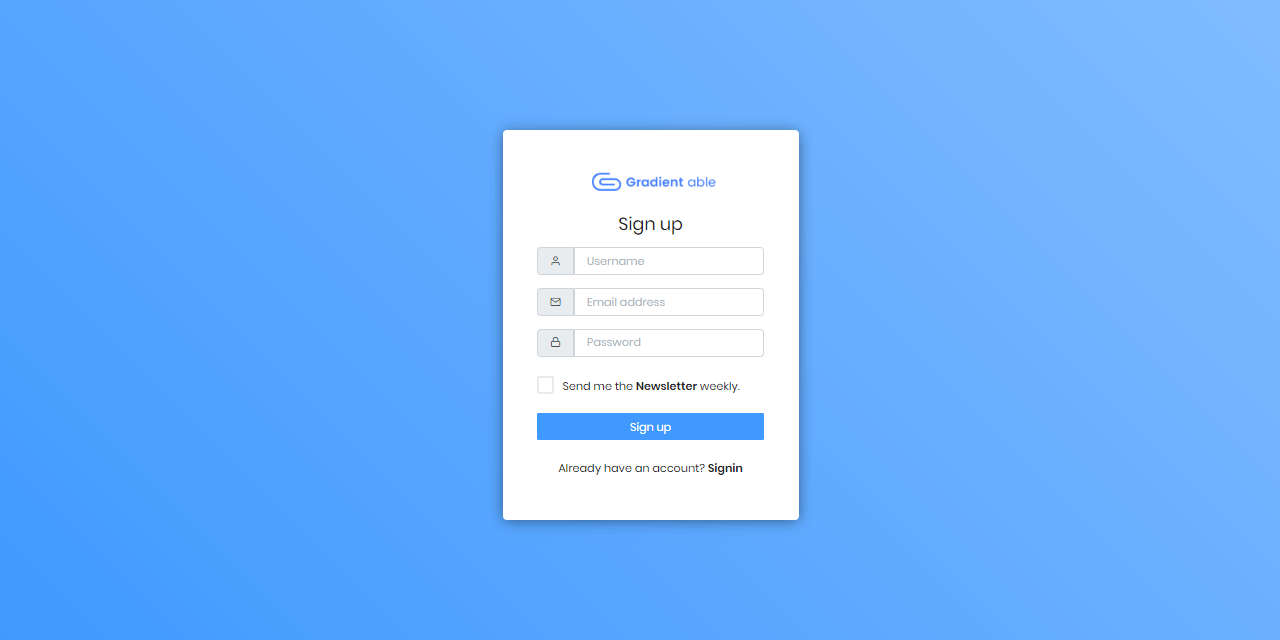 Gradient able
Sign up
Username
Email address
Password
Send me the Newsletter weekly.
Sign up
Already have an account? Signin